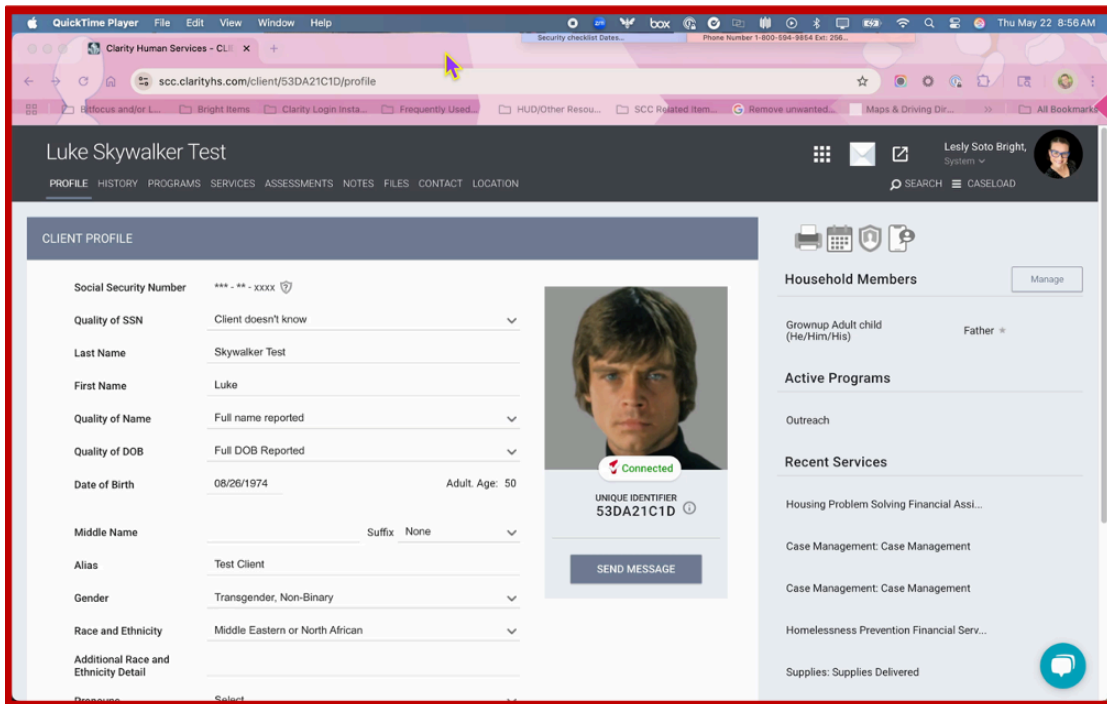 QuickTime Player File Edit View Window Help zm box Thu May 22 8:56 AM
Security checklist Dates... Phone Number 1-800-594-9854 Ext: 256...
Clarity Human Services - CLI × +
scc.clarityhs.com/client/53DA21C1D/profile
Bitfocus and/or L... Bright Items Clarity Login Insta... Frequently Used... HUD/Other Resou... SCC Related Item... Remove unwanted... Maps & Driving Dir... >> All Bookmarks
Luke Skywalker Test
Lesly Soto Bright,
System
PROFILE HISTORY PROGRAMS SERVICES ASSESSMENTS NOTES FILES CONTACT LOCATION
SEARCH CASELOAD
CLIENT PROFILE
Social Security Number *** - ** - xxxx
Quality of SSN Client doesn't know
Last Name Skywalker Test
First Name Luke
Quality of Name Full name reported
Quality of DOB Full DOB Reported
Date of Birth 08/26/1974 Adult. Age: 50
Middle Name Suffix None
Alias Test Client
Gender Transgender, Non-Binary
Race and Ethnicity Middle Eastern or North African
Additional Race and
Ethnicity Detail
Pronouns Select
Connected
UNIQUE IDENTIFIER
53DA21C1D
SEND MESSAGE
Household Members Manage
Grownup Adult child
(He/Him/His)
Father
Active Programs
Outreach
Recent Services
Housing Problem Solving Financial Assi...
Case Management: Case Management
Case Management: Case Management
Homelessness Prevention Financial Serv...
Supplies: Supplies Delivered